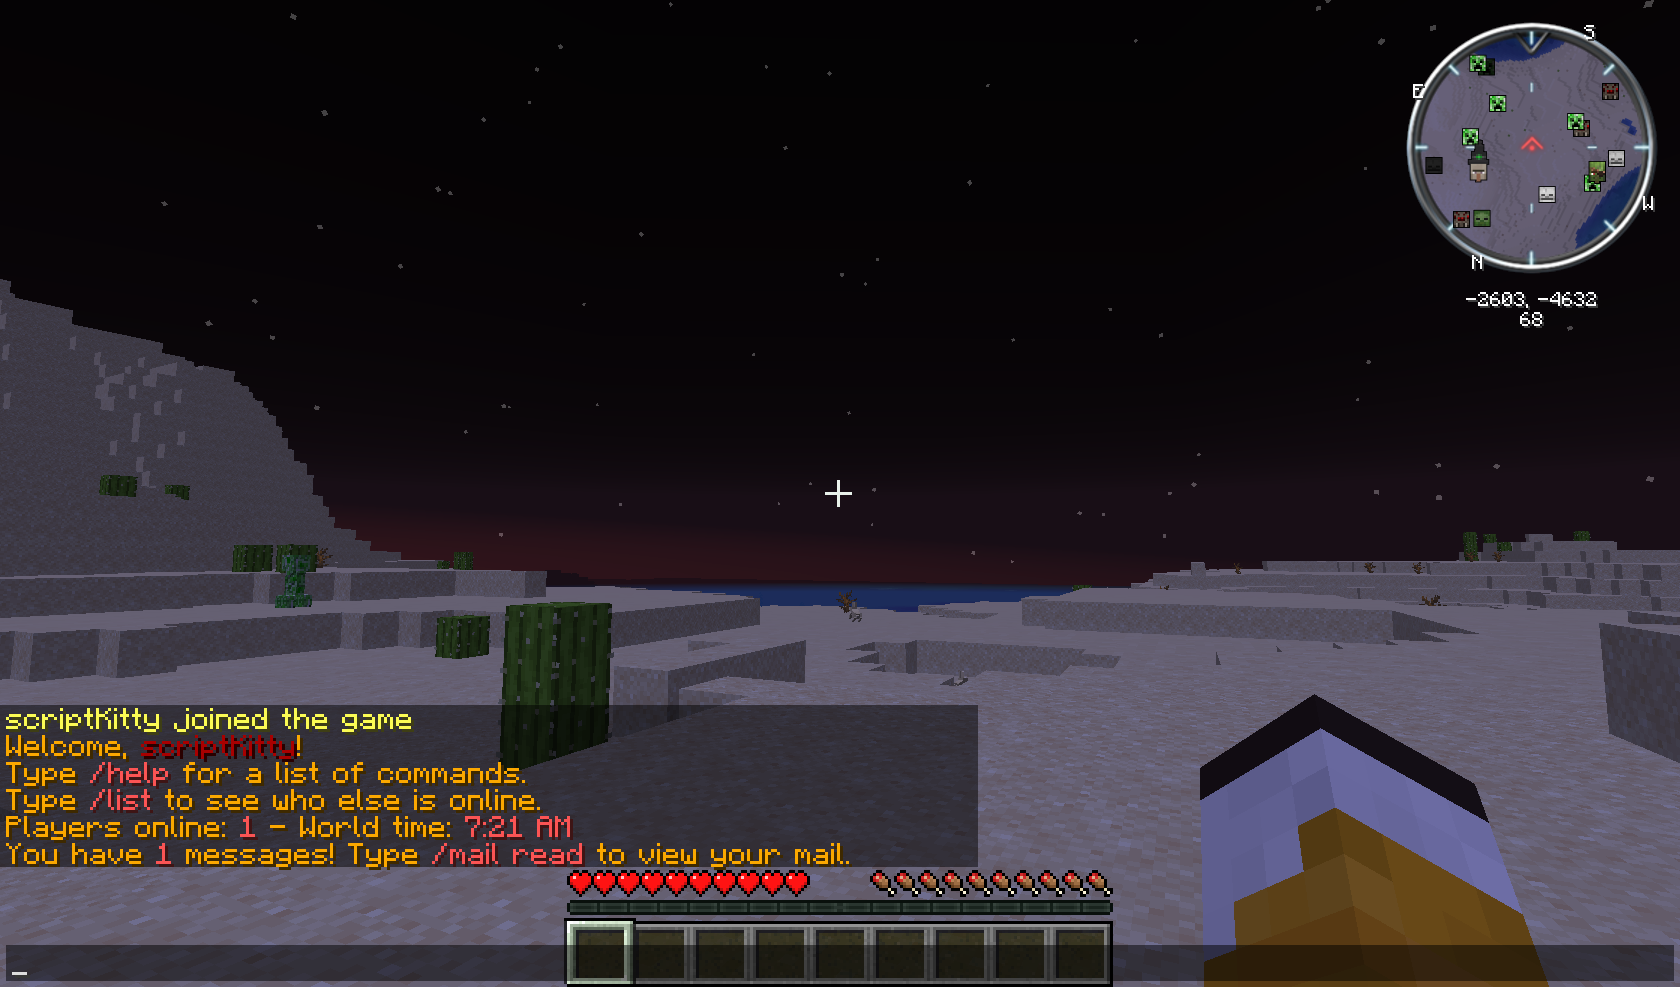 S
E
W
N
-2603, -4632
68
scriptKitty joined the game
Welcome, scriptKitty!
Type /help for a list of commands.
Type /list to see who else is online.
Players online: 1 - World time: 7:21 AM
You have 1 messages! Type /mail read to view your mail.
_